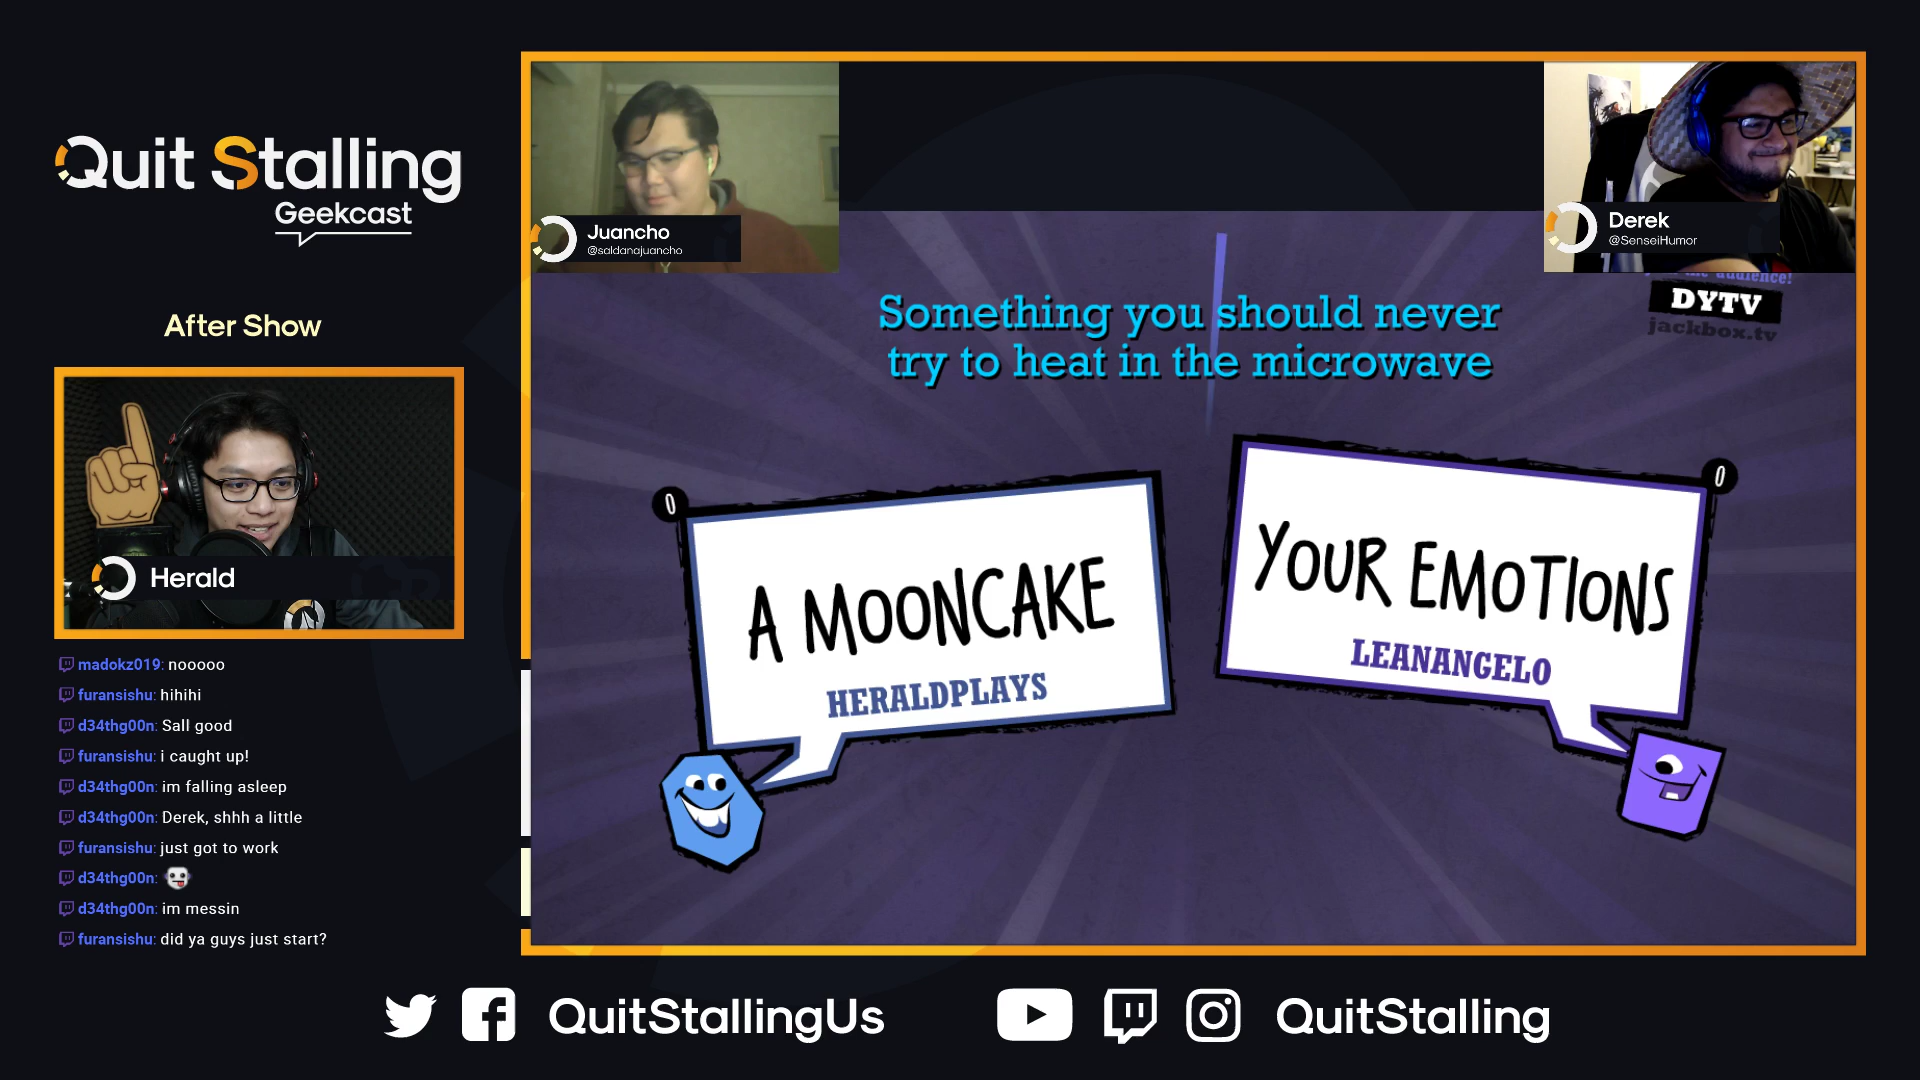 Quit Stalling
Geekcast
After Show
Herald
madokz019: nooooo
furansishu: hihihi
d34thg00n: Sall good
furansishu: i caught up!
d34thg00n: im falling asleep
d34thg00n: Derek, shhh a little
furansishu: just got to work
d34thg00n:
d34thg00n: im messin
furansishu: did ya guys just start?
Juancho
@saldanajuancho
Derek
@SenseiHumor
audience!
DYTV
jackbox.tv
Something you should never
try to heat in the microwave
0
A MOONCAKE
HERALDPLAYS
0
YOUR EMOTIONS
LEANANGELO
QuitStallingUs
QuitStalling